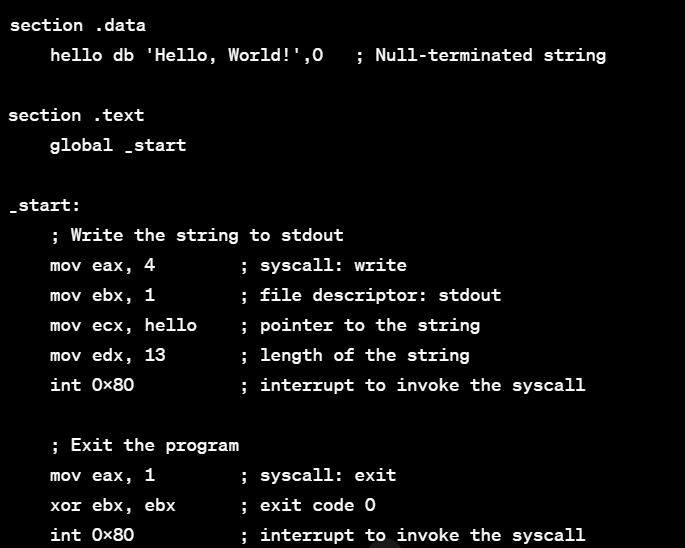 section .data
    hello db 'Hello, World!',0   ; Null-terminated string

section .text
    global _start

_start:
    ; Write the string to stdout
    mov eax, 4        ; syscall: write
    mov ebx, 1        ; file descriptor: stdout
    mov ecx, hello    ; pointer to the string
    mov edx, 13       ; length of the string
    int 0x80          ; interrupt to invoke the syscall

    ; Exit the program
    mov eax, 1        ; syscall: exit
    xor ebx, ebx      ; exit code 0
    int 0x80          ; interrupt to invoke the syscall